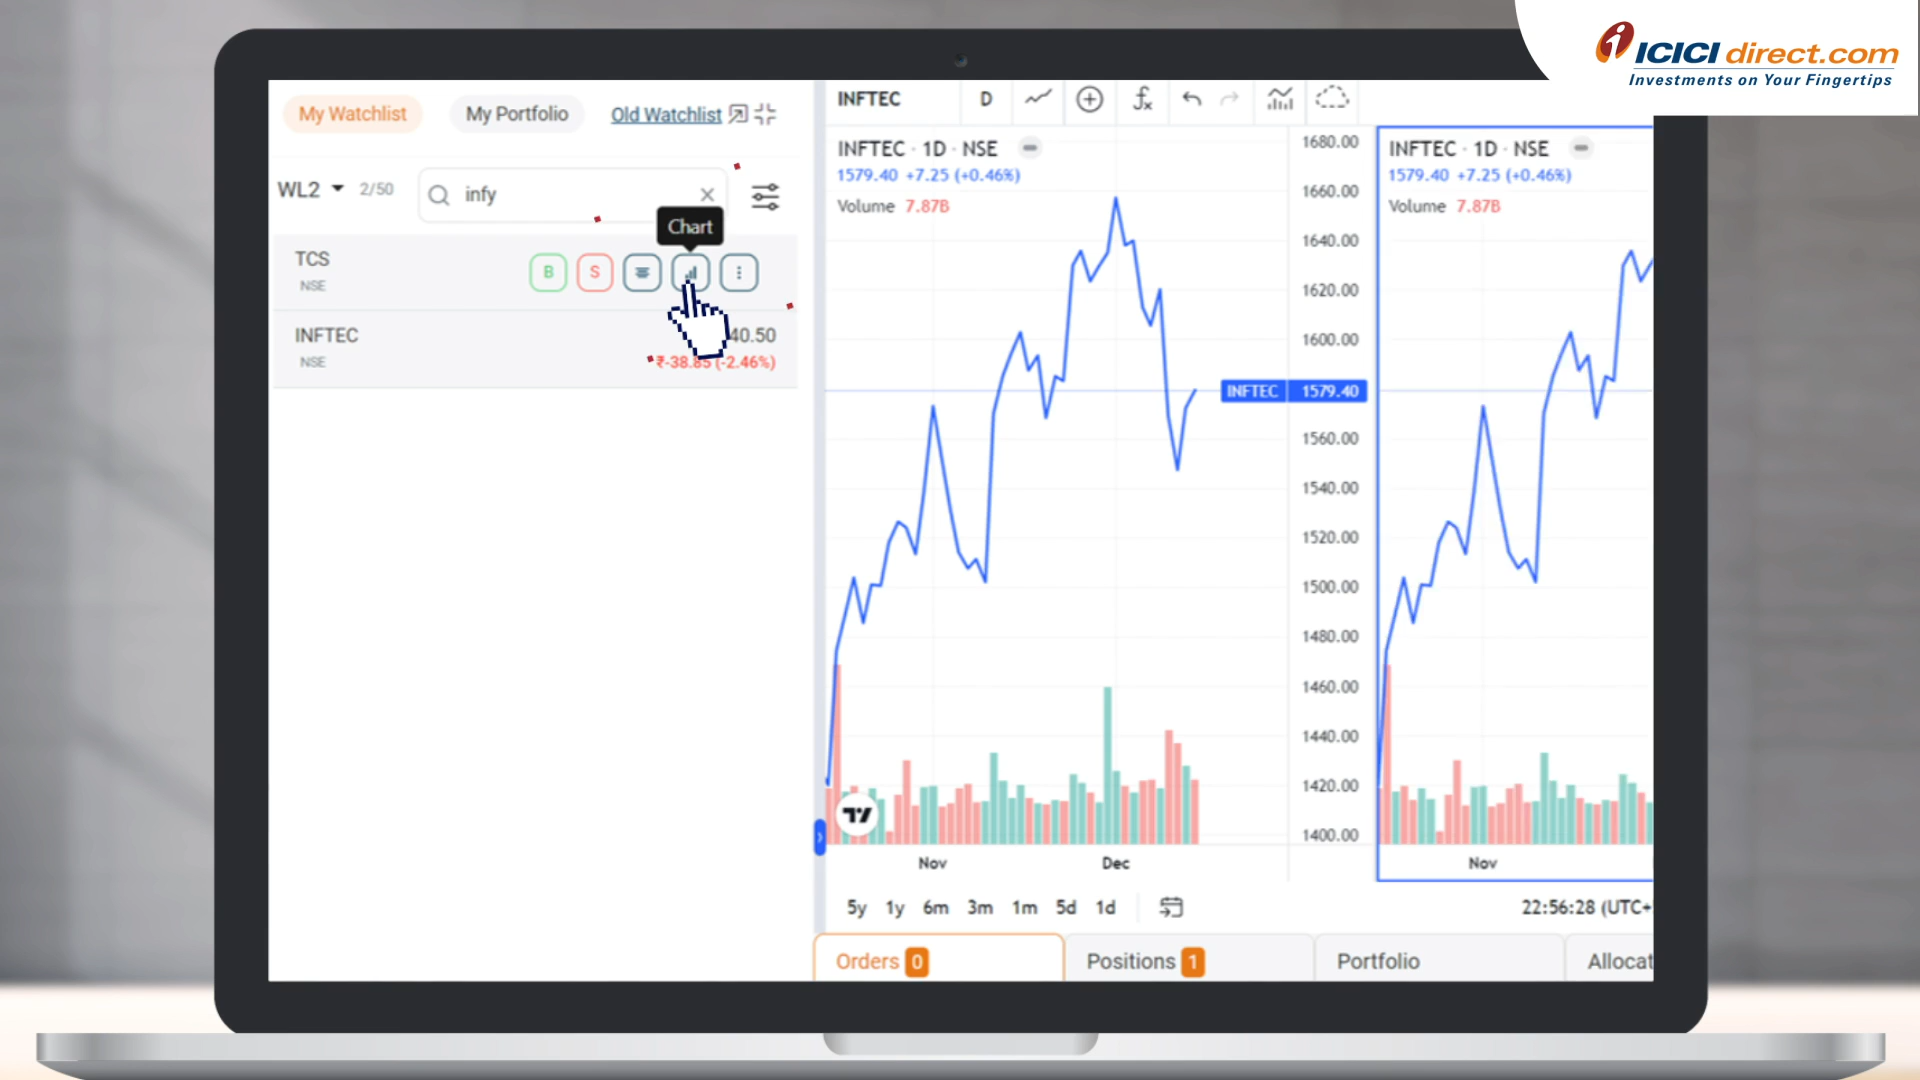 ICICI direct.com
Investments on Your Fingertips
My Watchlist
My Portfolio
Old Watchlist
WL2
2/50
infy
Chart
TCS
NSE
B
S
INFTEC
NSE
40.50
₹-38.85 (-2.46%)
INFTEC
D
INFTEC · 1D · NSE
1579.40 +7.25 (+0.46%)
Volume 7.87B
1680.00
1660.00
1640.00
1620.00
1600.00
INFTEC 1579.40
1560.00
1540.00
1520.00
1500.00
1480.00
1460.00
1440.00
1420.00
1400.00
Nov
Dec
INFTEC · 1D · NSE
1579.40 +7.25 (+0.46%)
Volume 7.87B
Nov
5y 1y 6m 3m 1m 5d 1d
22:56:28 (UTC+
Orders 0
Positions 1
Portfolio
Allocat